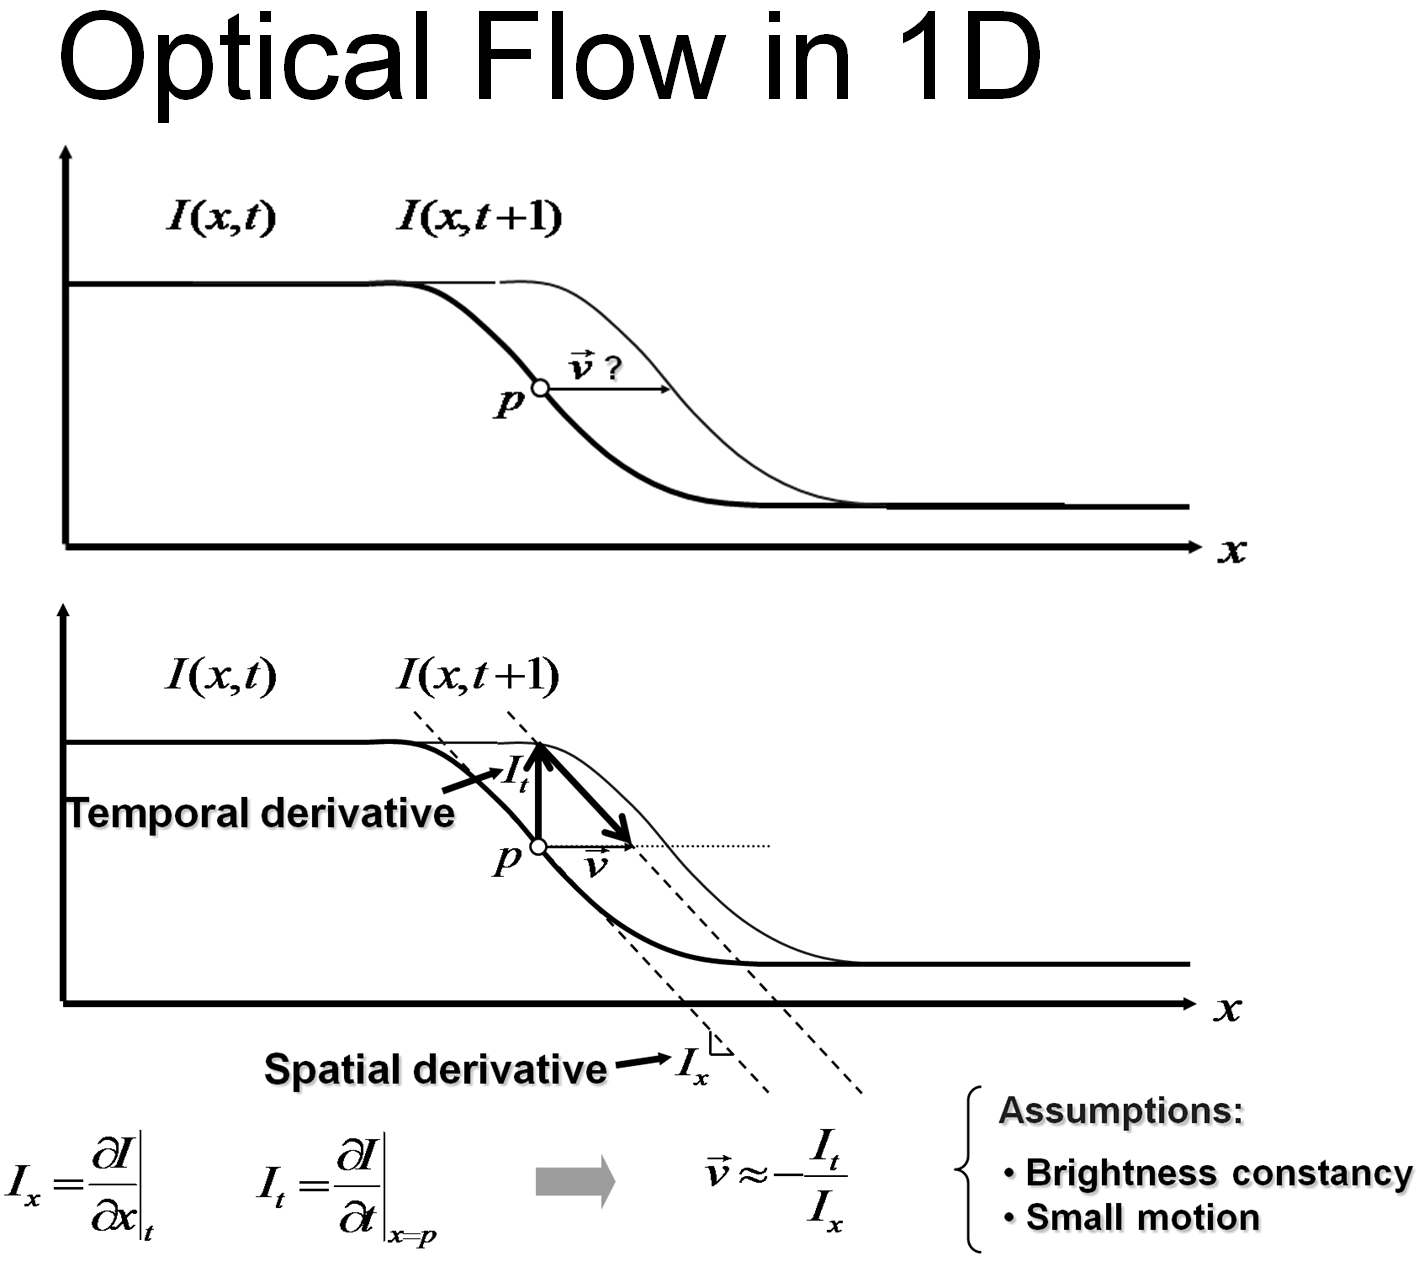 Optical Flow in 1D
I(x,t) I(x,t+1)
v⃗ ?
p
x
I(x,t) I(x,t+1)
I_t
Temporal derivative
p v⃗
x
Spatial derivative I_x
Assumptions:
I_x = ∂I/∂x|_t I_t = ∂I/∂t|_{x=p} v⃗ ≈ − I_t/I_x
• Brightness constancy
• Small motion